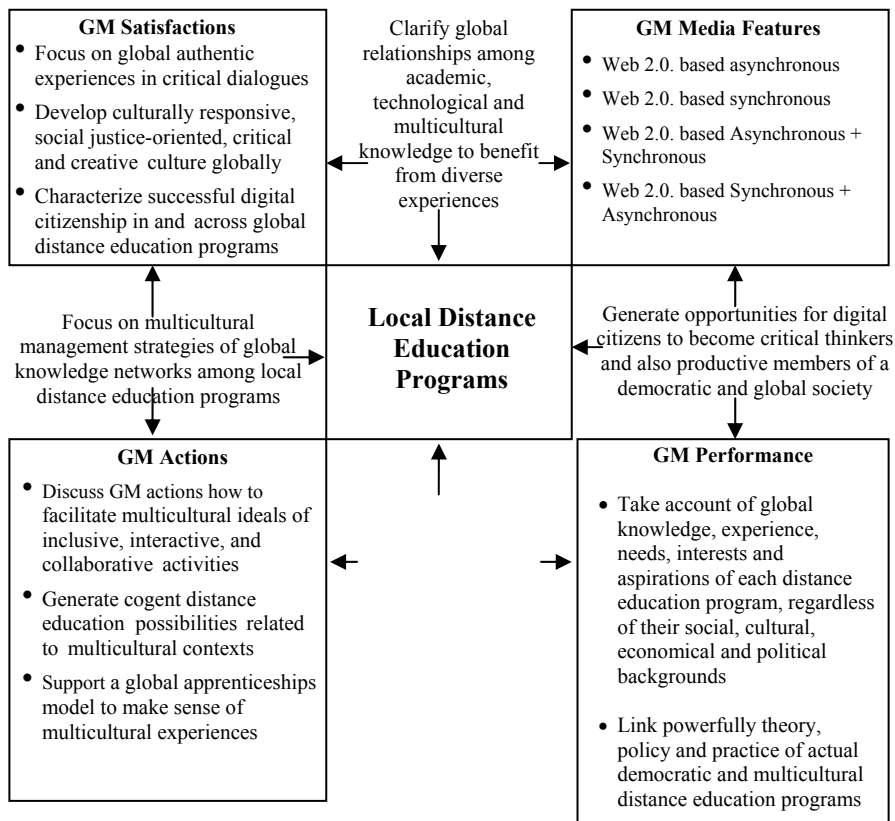 GM Satisfactions
• Focus on global authentic
experiences in critical dialogues
• Develop culturally responsive,
social justice-oriented, critical
and creative culture globally
• Characterize successful digital
citizenship in and across global
distance education programs
Clarify global
relationships among
academic,
technological and
multicultural
knowledge to benefit
from diverse
experiences
GM Media Features
• Web 2.0. based asynchronous
• Web 2.0. based synchronous
• Web 2.0. based Asynchronous +
Synchronous
• Web 2.0. based Synchronous +
Asynchronous
Focus on multicultural
management strategies of global
knowledge networks among local
distance education programs
Local Distance
Education
Programs
Generate opportunities for digital
citizens to become critical thinkers
and also productive members of a
democratic and global society
GM Actions
• Discuss GM actions how to
facilitate multicultural ideals of
inclusive, interactive, and
collaborative activities
• Generate cogent distance
education possibilities related
to multicultural contexts
• Support a global apprenticeships
model to make sense of
multicultural experiences
GM Performance
• Take account of global
knowledge, experience,
needs, interests and
aspirations of each distance
education program, regardless
of their social, cultural,
economical and political
backgrounds
• Link powerfully theory,
policy and practice of actual
democratic and multicultural
distance education programs